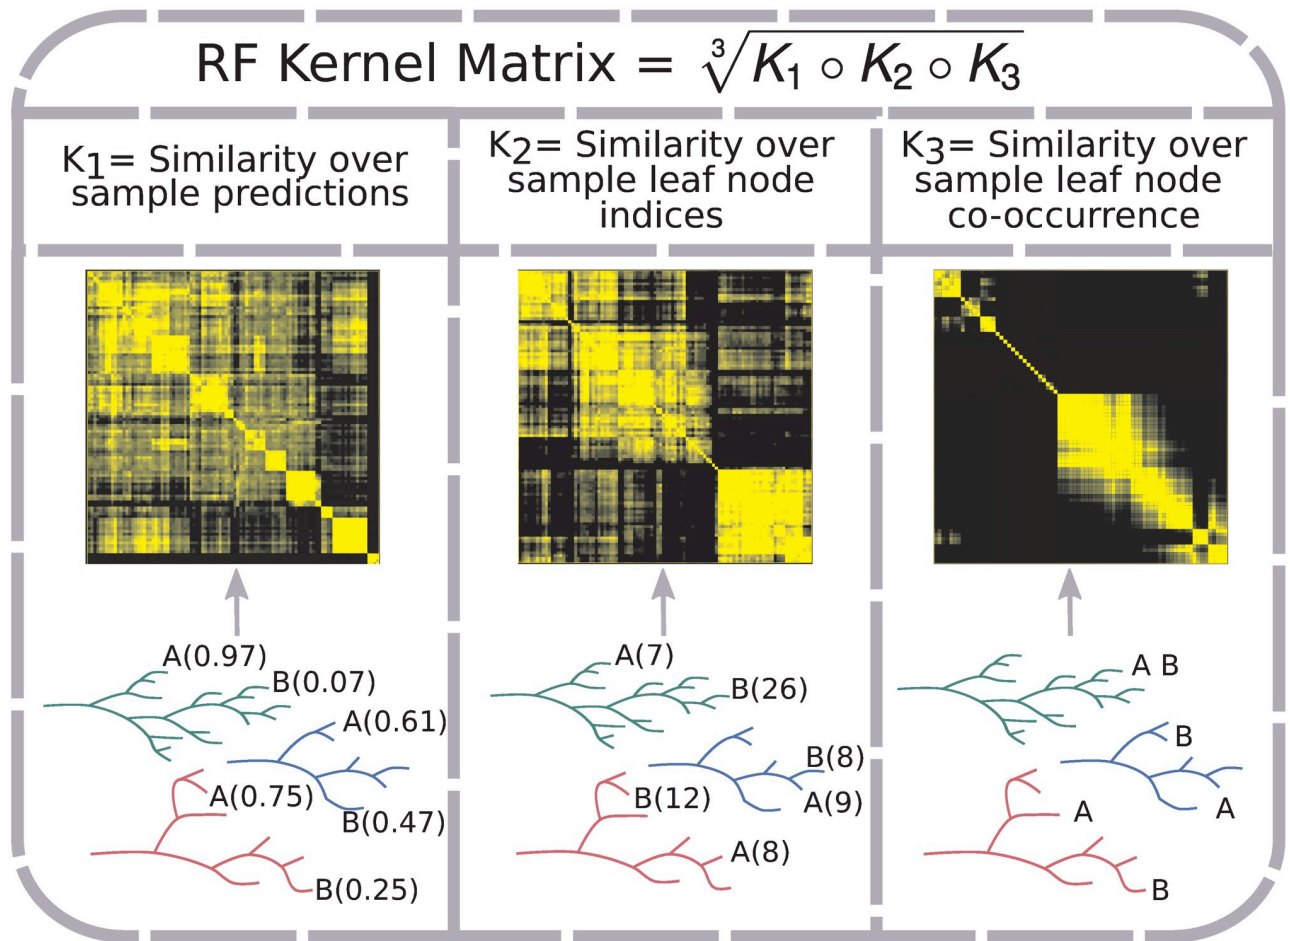 RF Kernel Matrix = ∛K₁ ∘ K₂ ∘ K₃
K1= Similarity over
sample predictions
K2= Similarity over
sample leaf node
indices
K3= Similarity over
sample leaf node
co-occurrence
A(0.97)
B(0.07)
A(0.61)
A(0.75)
B(0.47)
B(0.25)
A(7)
B(26)
B(8)
B(12)
A(9)
A(8)
A B
B
A
A
B